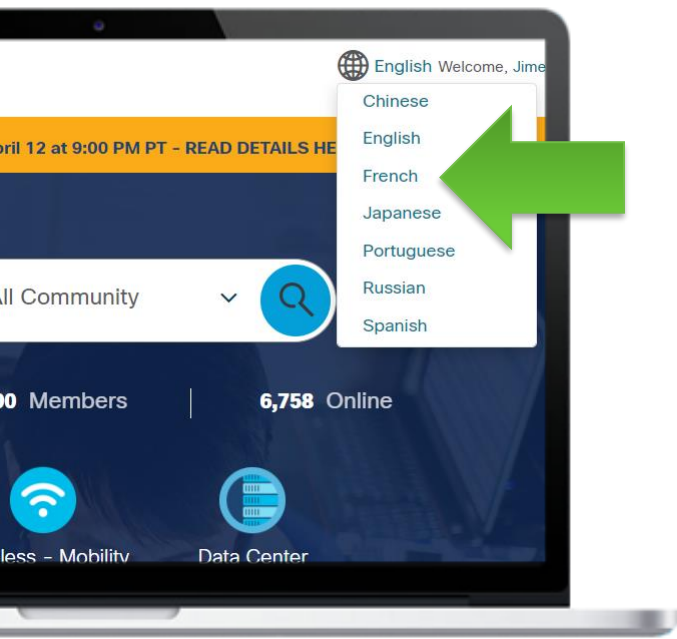 English Welcome, Jime
Chinese
English
French
Japanese
Portuguese
Russian
Spanish
pril 12 at 9:00 PM PT - READ DETAILS HE
All Community
00 Members
6,758 Online
less - Mobility
Data Center